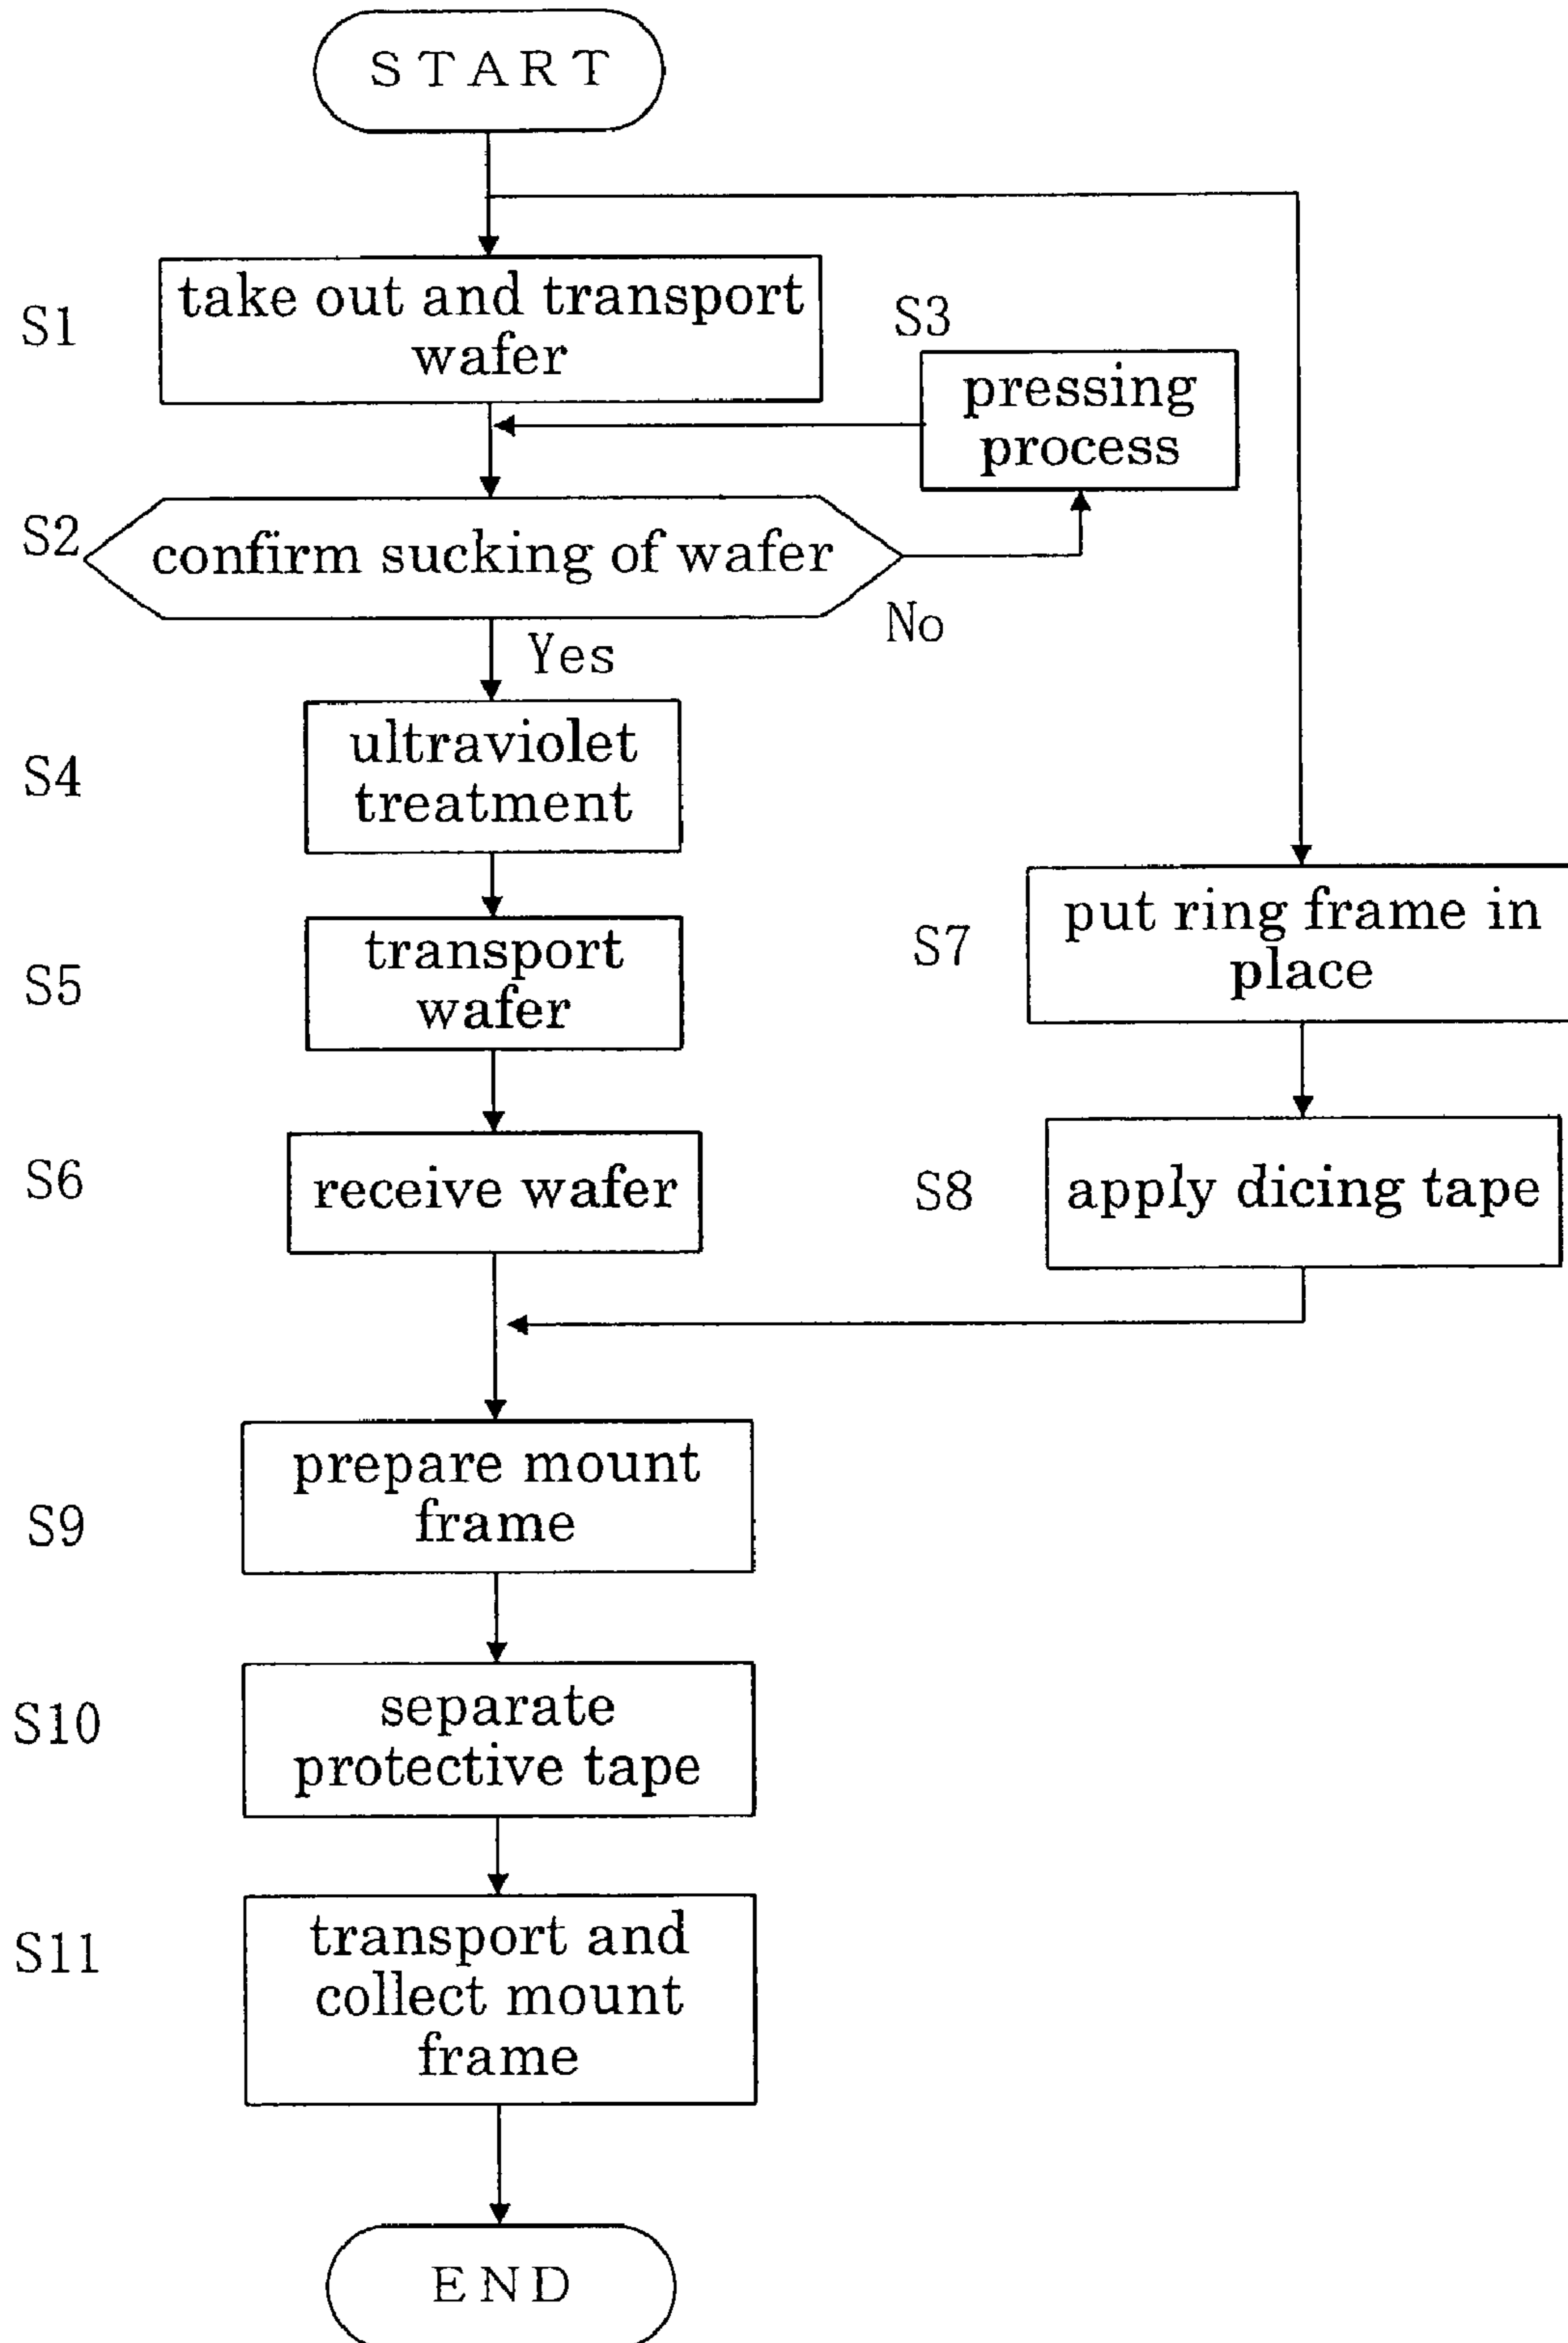 START
S1
take out and transport
wafer
S3
pressing
process
S2
confirm sucking of wafer
No
Yes
S4
ultraviolet
treatment
S5
transport
wafer
S7
put ring frame in
place
S6
receive wafer
S8
apply dicing tape
S9
prepare mount
frame
S10
separate
protective tape
S11
transport and
collect mount
frame
END